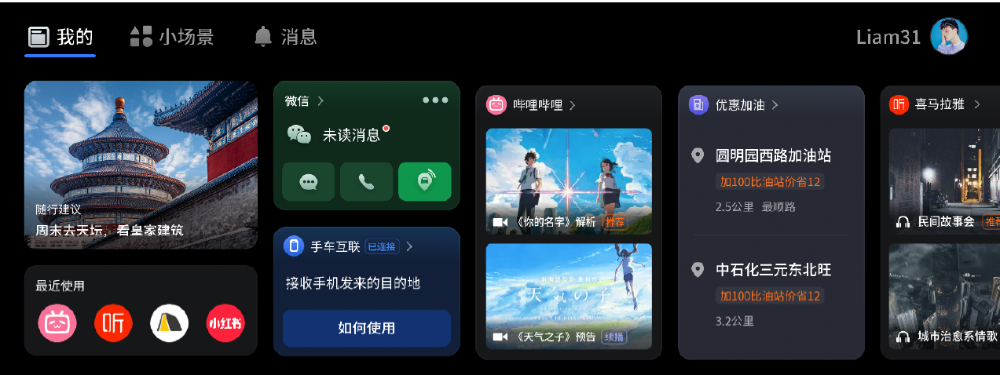 我的
小场景
消息
Liam31
随行建议
周末去天坛，看皇家建筑
最近使用
听
小红书
微信
未读消息
手车互联 已连接
接收手机发来的目的地
如何使用
哔哩哔哩
《你的名字》解析 推荐
天気の子
《天气之子》预告 续播
优惠加油
圆明园西路加油站
加100比油站价省12
2.5公里 最顺路
中石化三元东北旺
加100比油站价省12
3.2公里
听 喜马拉雅
民间故事会
城市治愈系情歌